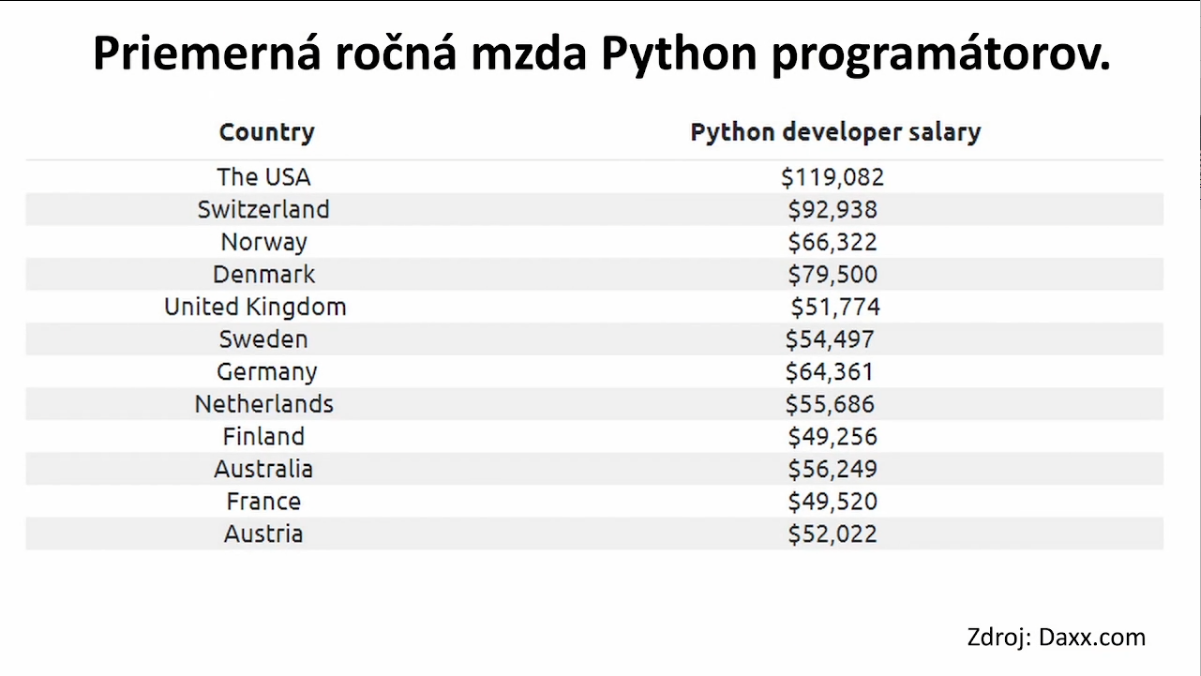 Priemerná ročná mzda Python programátorov.
Country Python developer salary
The USA $119,082
Switzerland $92,938
Norway $66,322
Denmark $79,500
United Kingdom $51,774
Sweden $54,497
Germany $64,361
Netherlands $55,686
Finland $49,256
Australia $56,249
France $49,520
Austria $52,022
Zdroj: Daxx.com